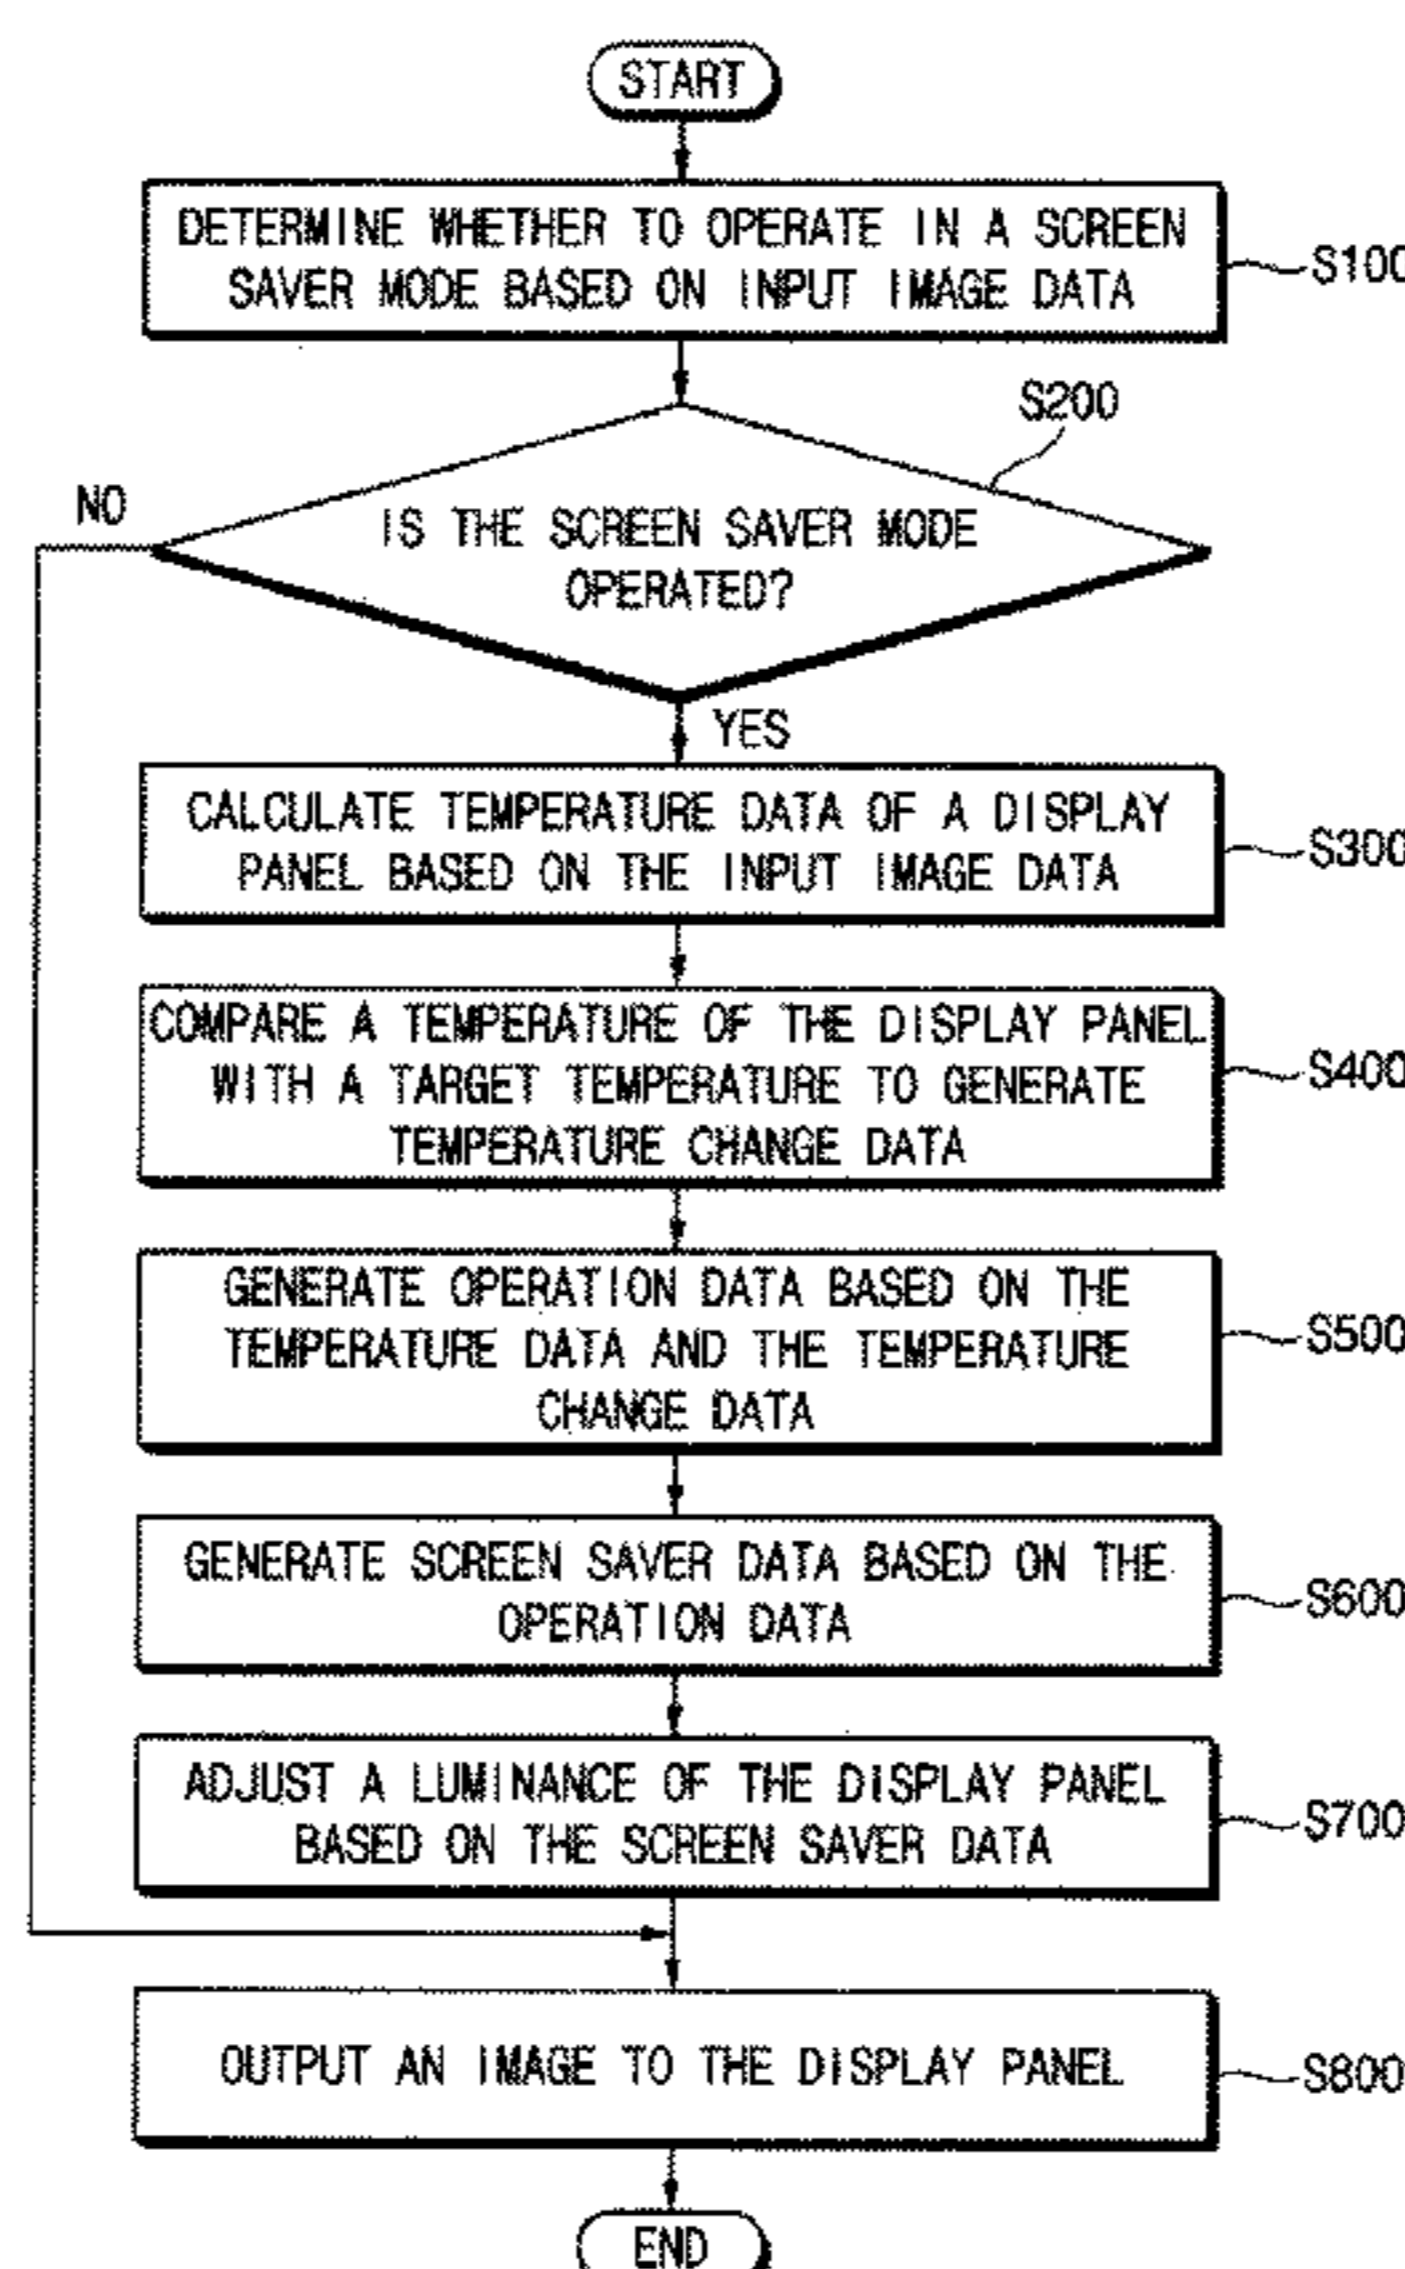 START
DETERMINE WHETHER TO OPERATE IN A SCREEN
SAVER MODE BASED ON INPUT IMAGE DATA
S100
S200
NO
IS THE SCREEN SAVER MODE
OPERATED?
YES
CALCULATE TEMPERATURE DATA OF A DISPLAY
PANEL BASED ON THE INPUT IMAGE DATA
S300
COMPARE A TEMPERATURE OF THE DISPLAY PANEL
WITH A TARGET TEMPERATURE TO GENERATE
TEMPERATURE CHANGE DATA
S400
GENERATE OPERATION DATA BASED ON THE
TEMPERATURE DATA AND THE TEMPERATURE
CHANGE DATA
S500
GENERATE SCREEN SAVER DATA BASED ON THE
OPERATION DATA
S600
ADJUST A LUMINANCE OF THE DISPLAY PANEL
BASED ON THE SCREEN SAVER DATA
S700
OUTPUT AN IMAGE TO THE DISPLAY PANEL
S800
END